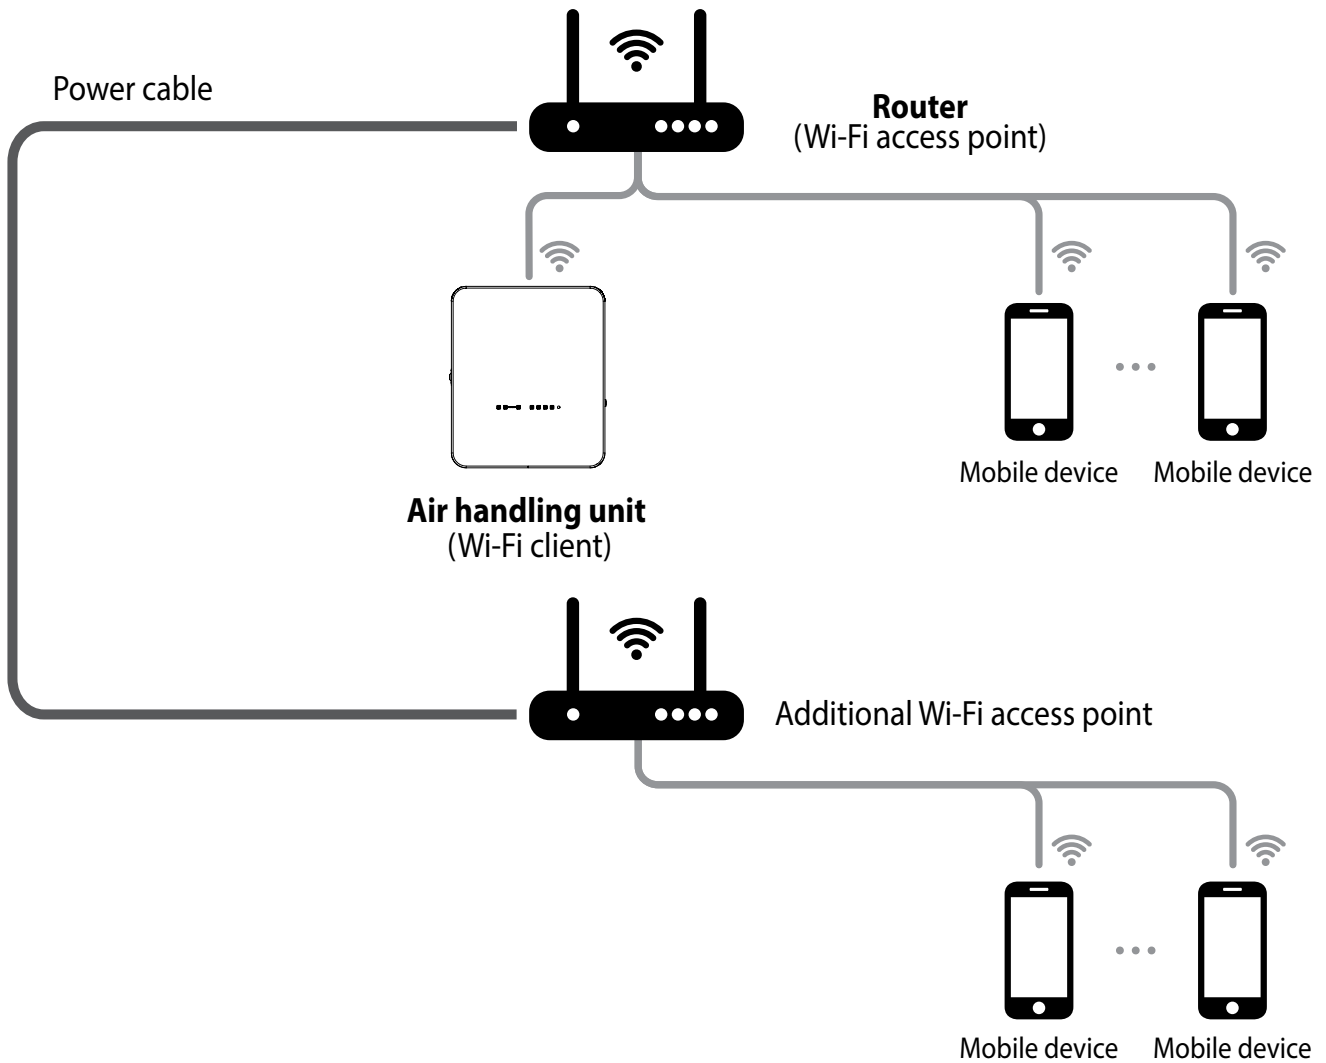 Power cable
Router
(Wi-Fi access point)
Mobile device
Mobile device
Air handling unit
(Wi-Fi client)
Additional Wi-Fi access point
Mobile device
Mobile device